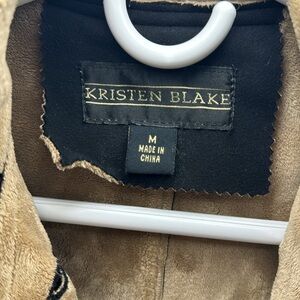 KRISTEN BLAKE
M
MADE IN
CHINA